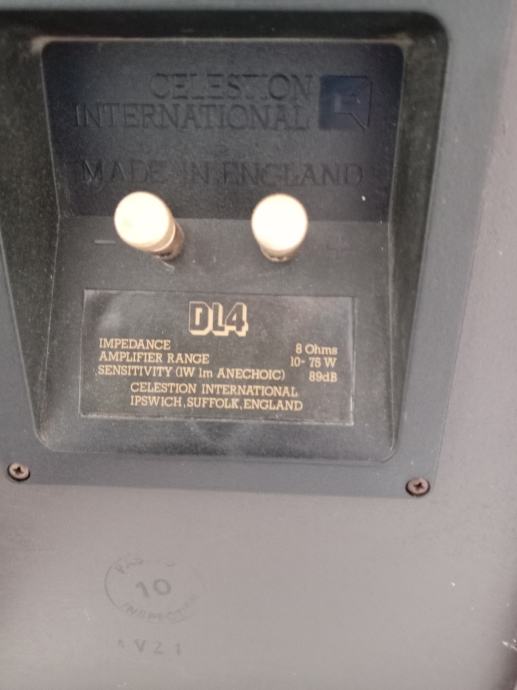 CELESTION
INTERNATIONAL
MADE IN ENGLAND
– +
DL4
IMPEDANCE 8 Ohms
AMPLIFIER RANGE 10-75 W
SENSITIVITY (1W 1m ANECHOIC) 89dB
CELESTION INTERNATIONAL
IPSWICH, SUFFOLK, ENGLAND
10